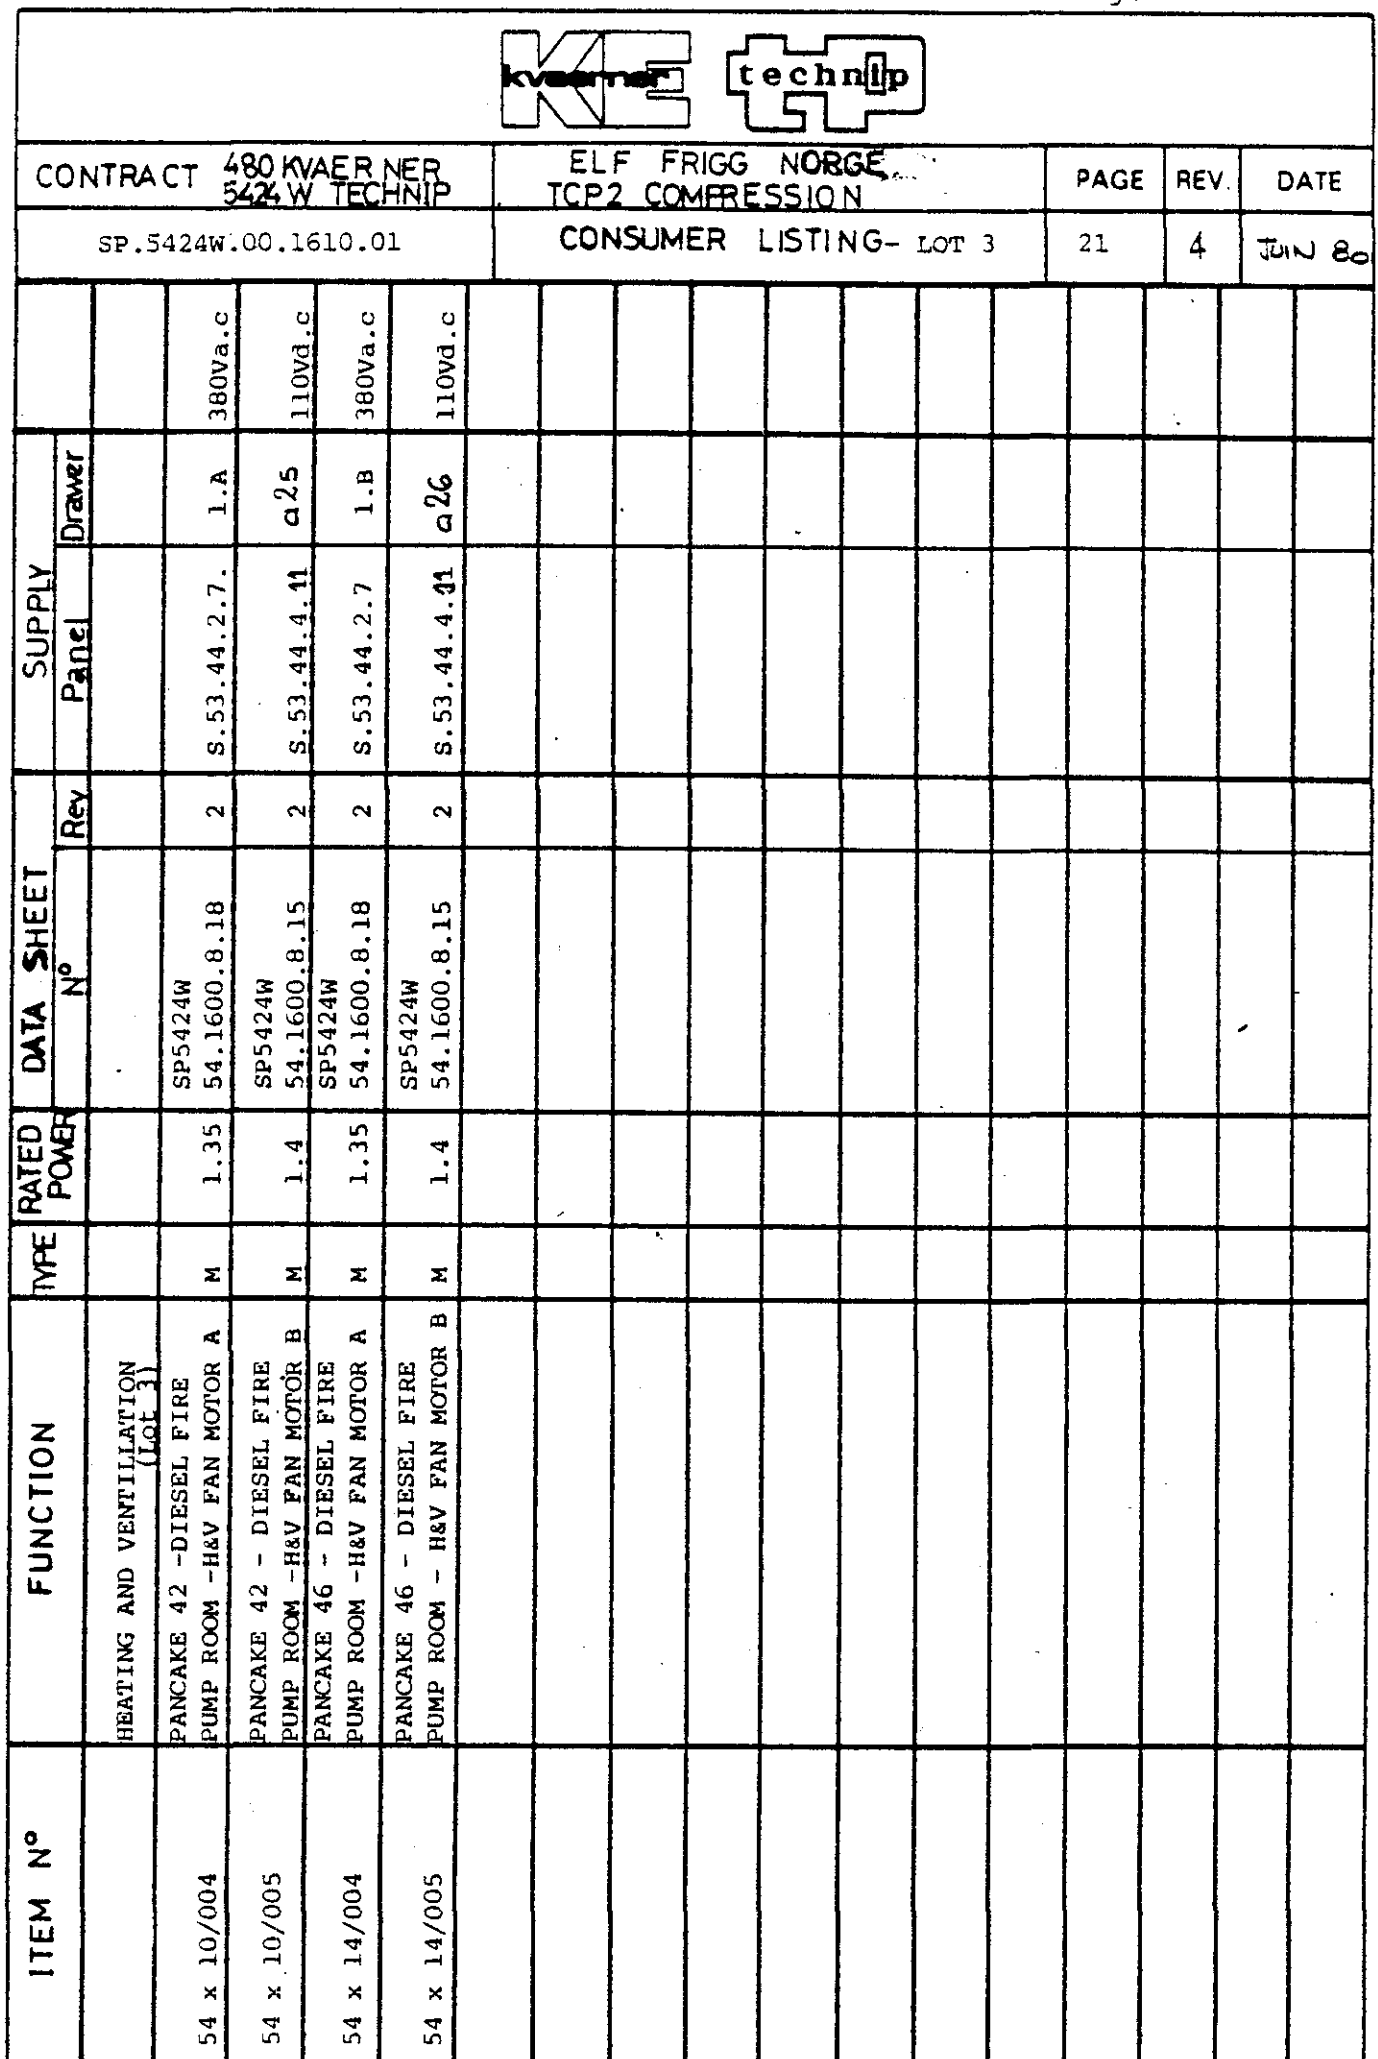 kvaerner
technip
CONTRACT 480 KVAERNER
5424 W TECHNIP
ELF FRIGG NORGE
TCP2 COMPRESSION
PAGE
REV.
DATE
SP.5424W.00.1610.01
CONSUMER LISTING- LOT 3
21
4
JUIN 80
ITEM N°
FUNCTION
TYPE
RATED
POWER
DATA SHEET
N°
Rev
SUPPLY
Panel
Drawer
HEATING AND VENTILLATION
(Lot 3)
54 x 10/004
PANCAKE 42 -DIESEL FIRE
PUMP ROOM -H&V FAN MOTOR A
M
1.35
SP5424W
54.1600.8.18
2
S.53.44.2.7.
1.A
380Va.c
54 x 10/005
PANCAKE 42 - DIESEL FIRE
PUMP ROOM -H&V FAN MOTOR B
M
1.4
SP5424W
54.1600.8.15
2
S.53.44.4.11
a25
110Vd.c
54 x 14/004
PANCAKE 46 - DIESEL FIRE
PUMP ROOM -H&V FAN MOTOR A
M
1.35
SP5424W
54.1600.8.18
2
S.53.44.2.7
1.B
380Va.c
54 x 14/005
PANCAKE 46 - DIESEL FIRE
PUMP ROOM - H&V FAN MOTOR B
M
1.4
SP5424W
54.1600.8.15
2
S.53.44.4.11
a26
110Vd.c